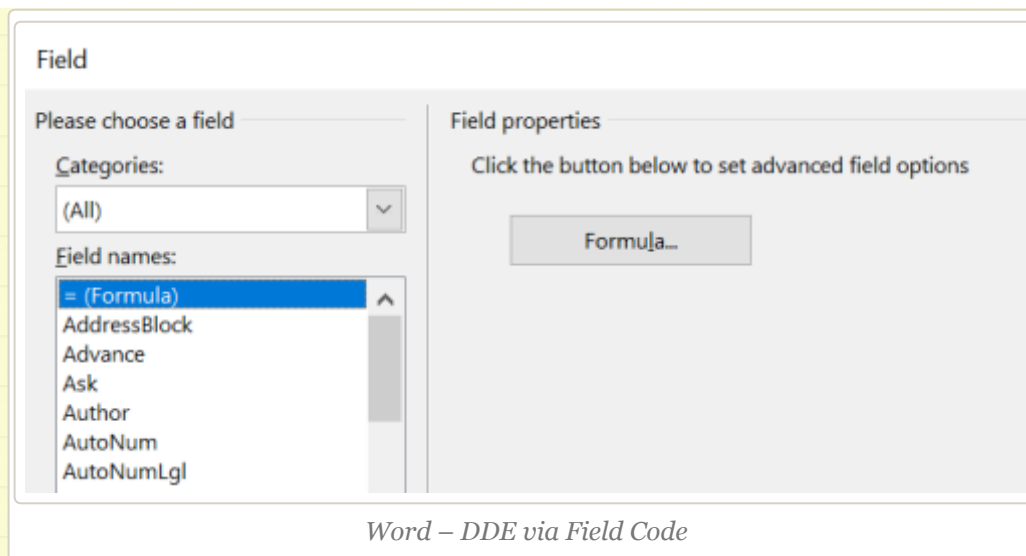 Field
Please choose a field
Categories:
(All)
Field names:
= (Formula)
AddressBlock
Advance
Ask
Author
AutoNum
AutoNumLgl
Field properties
Click the button below to set advanced field options
Formula...
Word – DDE via Field Code